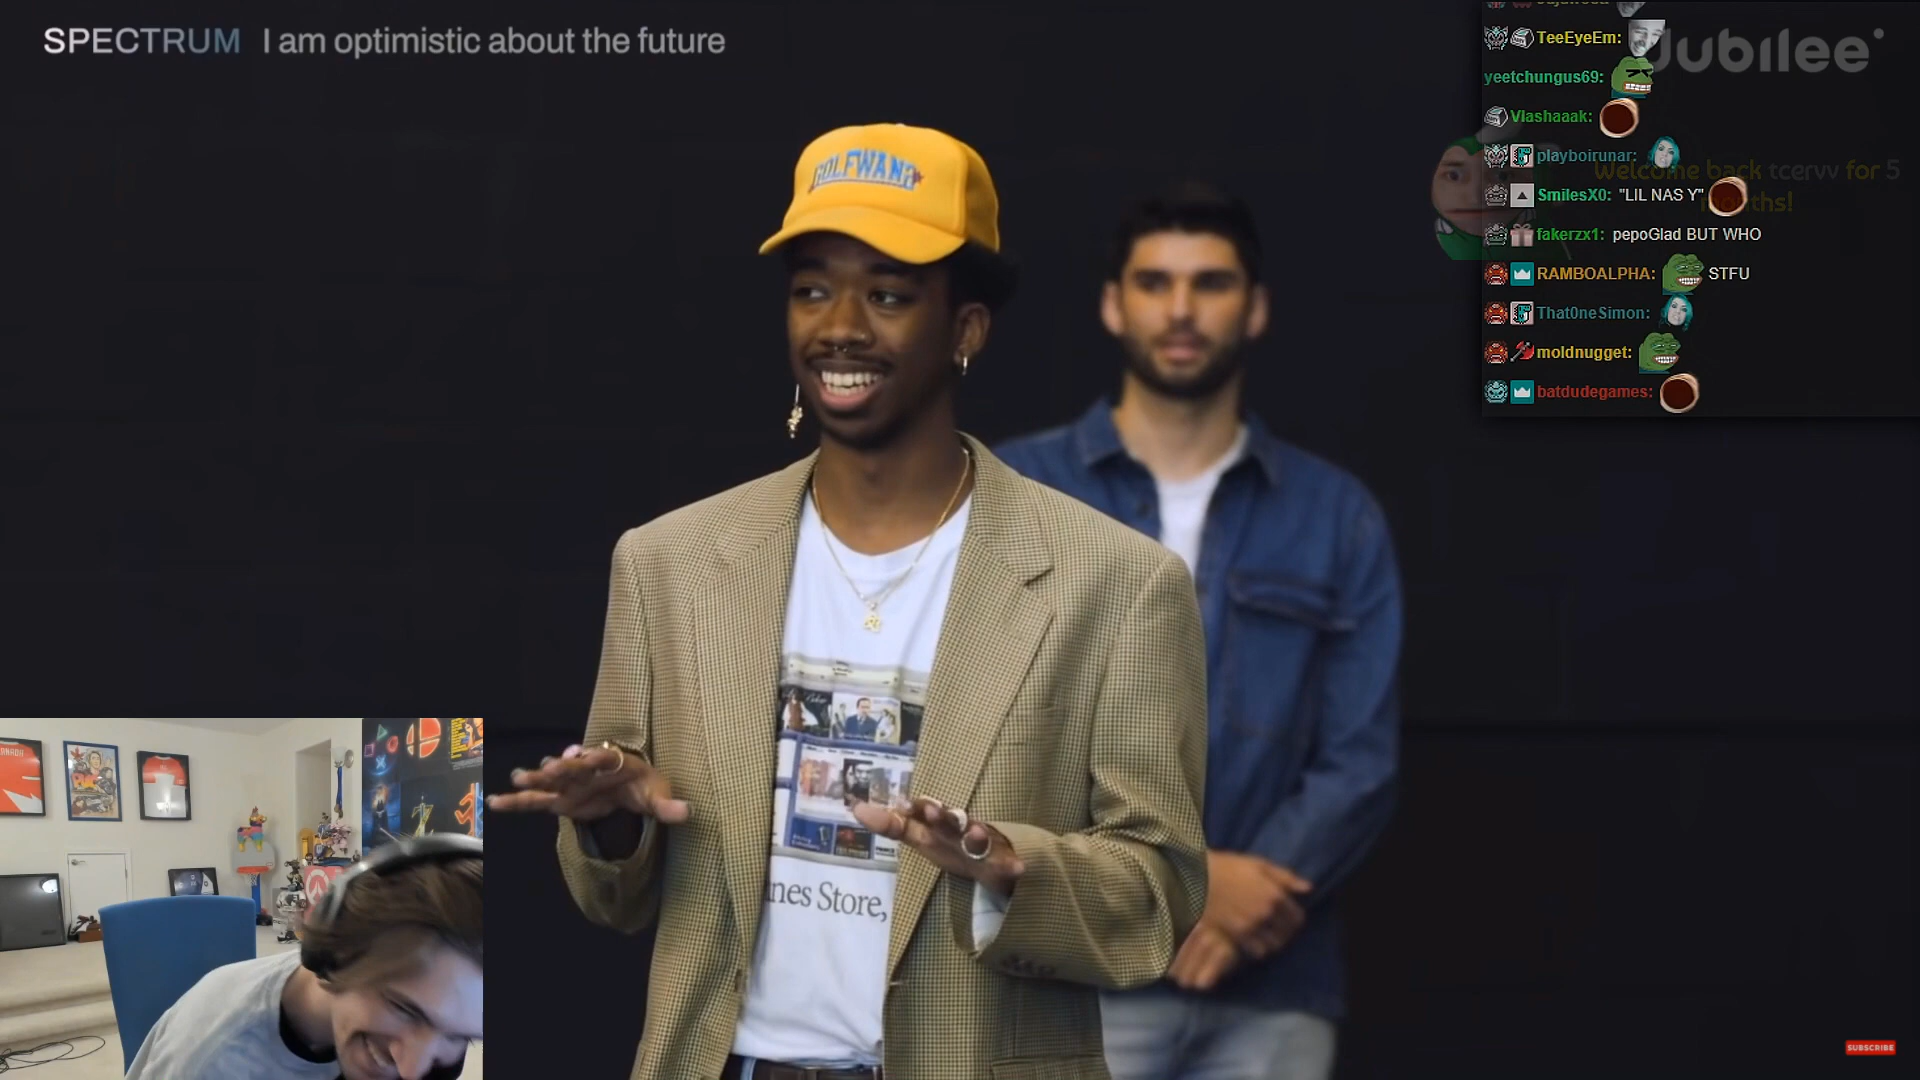 SPECTRUM I am optimistic about the future
Jubilee
TeeEyeEm:
yeetchungus69:
Vlashaaak:
playboirunar:
Welcome back tcervv for 5
months!
SmilesX0: "LIL NAS Y"
fakerzx1: pepoGlad BUT WHO
RAMBOALPHA: STFU
That0neSimon:
moldnugget:
batdudegames:
GOLFWANG
nes Store,
SUBSCRIBE